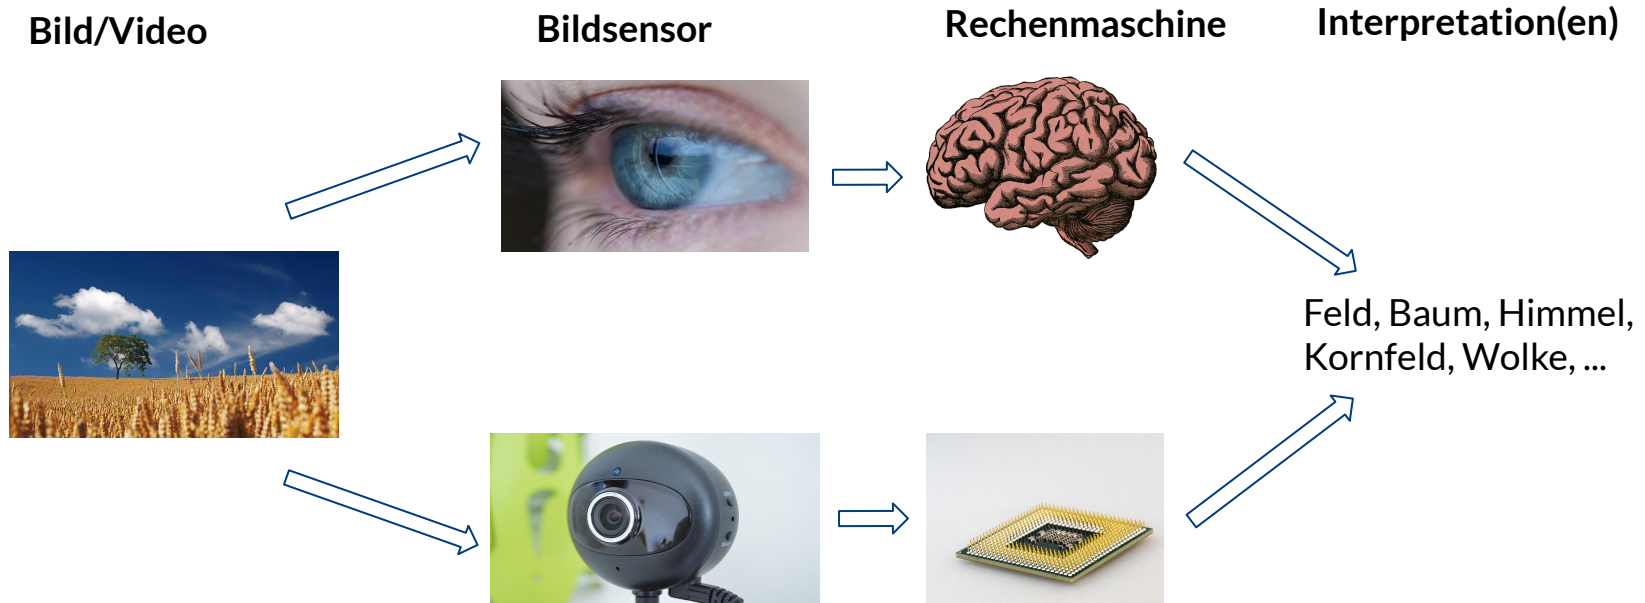 Bild/Video
Bildsensor
Rechenmaschine
Interpretation(en)
Feld, Baum, Himmel,
Kornfeld, Wolke, ...